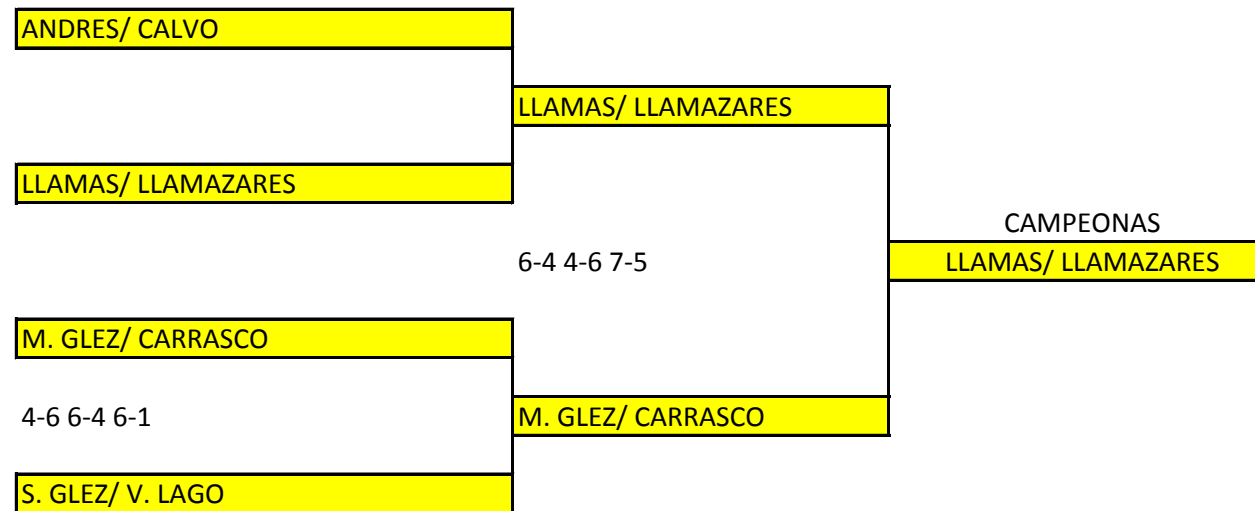 ANDRES/ CALVO
LLAMAS/ LLAMAZARES
LLAMAS/ LLAMAZARES
CAMPEONAS
6-4 4-6 7-5
LLAMAS/ LLAMAZARES
M. GLEZ/ CARRASCO
4-6 6-4 6-1
M. GLEZ/ CARRASCO
S. GLEZ/ V. LAGO